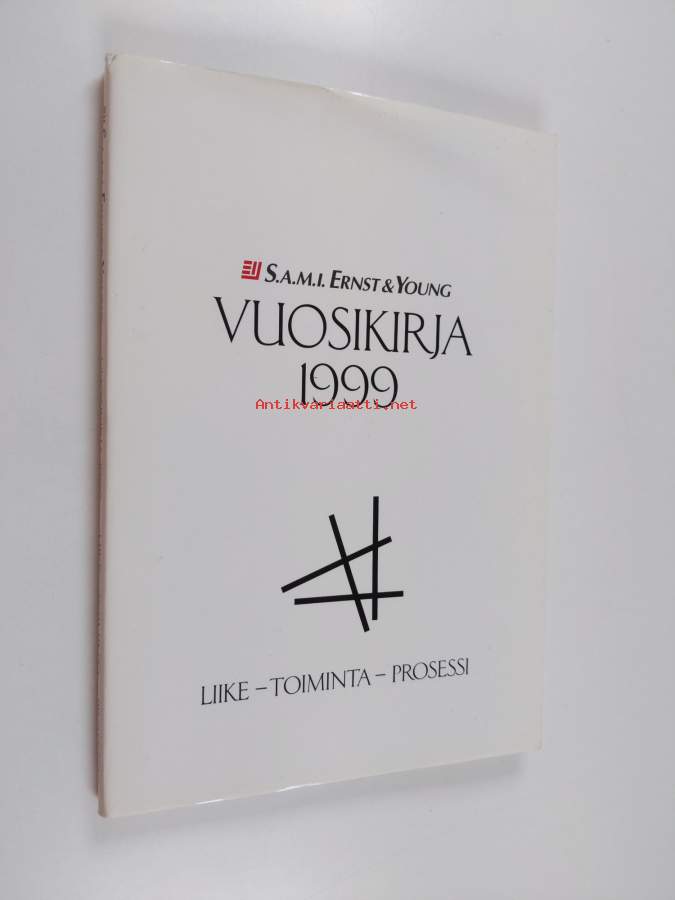 S.A.M.I. ERNST & YOUNG
VUOSIKIRJA
1999
Antikvariaatti.net
LIIKE – TOIMINTA – PROSESSI